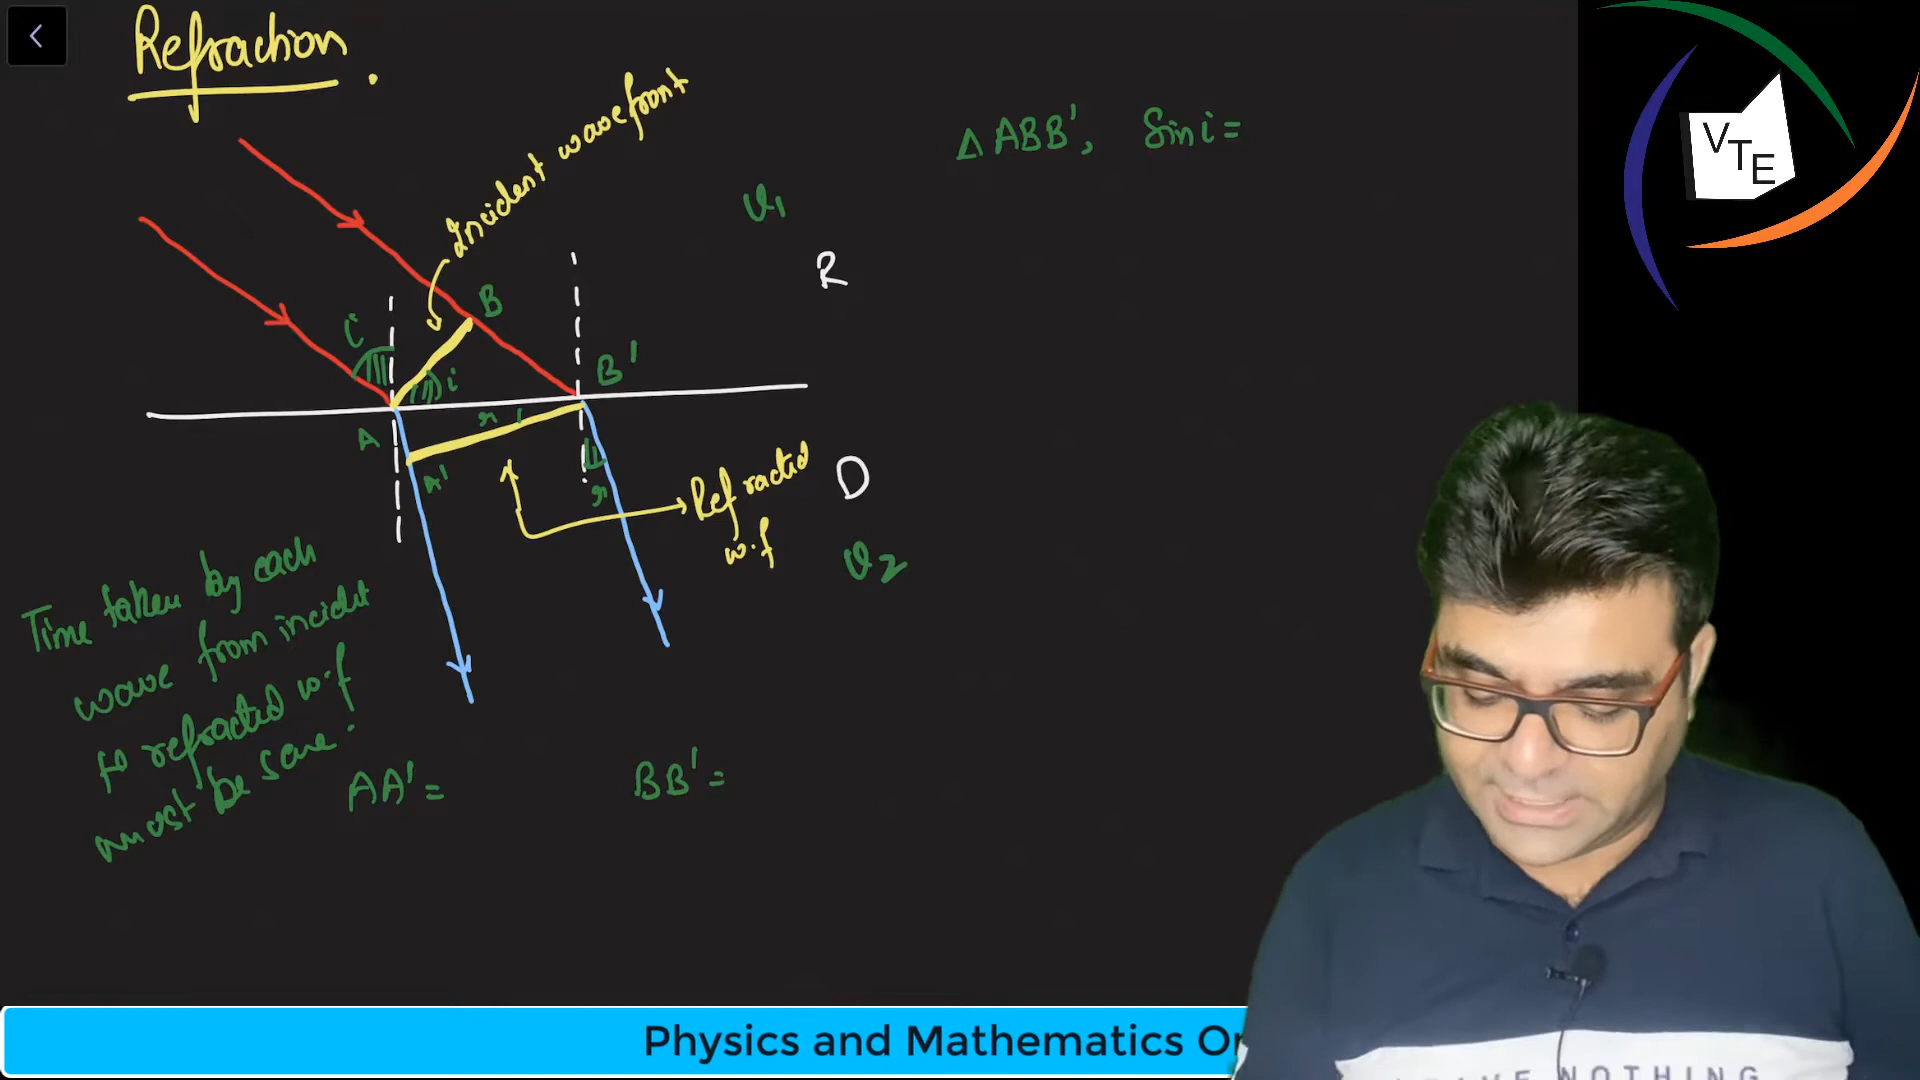 Refraction.
Incident wavefront
Δ ABB', Sin i =
VTE
v1
R
B
i
i
B'
A
r
A'
r
Refracted
w.f
D
v2
Time taken by each
wave from incident
to refracted w.f
must be same.
AA' =
BB' =
Physics and Mathematics
NOTHING